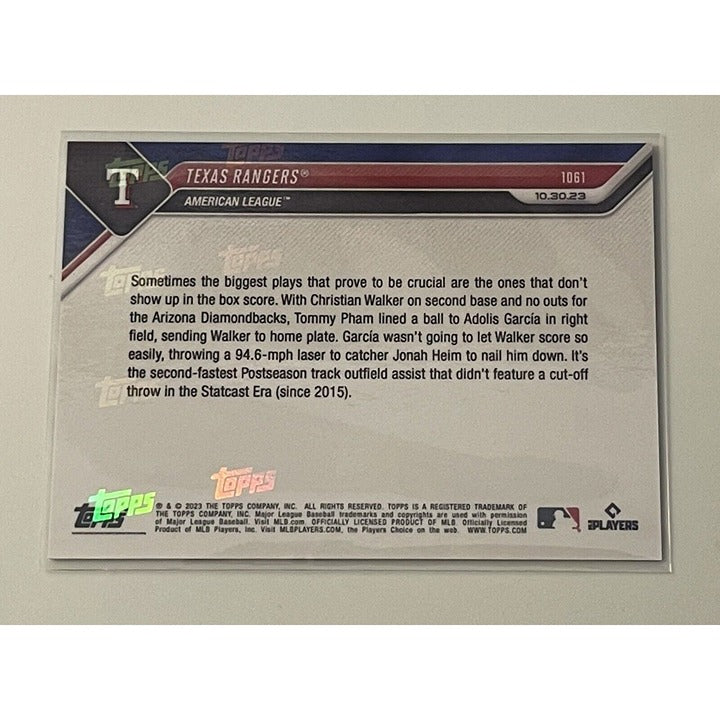 Topps
T
TEXAS RANGERS®
1061
AMERICAN LEAGUE™
10.30.23
Topps
Topps
Topps
Sometimes the biggest plays that prove to be crucial are the ones that don't
show up in the box score. With Christian Walker on second base and no outs for
the Arizona Diamondbacks, Tommy Pham lined a ball to Adolis García in right
field, sending Walker to home plate. García wasn't going to let Walker score so
easily, throwing a 94.6-mph laser to catcher Jonah Heim to nail him down. It's
the second-fastest Postseason track outfield assist that didn't feature a cut-off
throw in the Statcast Era (since 2015).
Topps
Topps
Topps
Topps
® & © 2023 THE TOPPS COMPANY, INC. ALL RIGHTS RESERVED. TOPPS IS A REGISTERED TRADEMARK OF
THE TOPPS COMPANY, INC. Major League Baseball trademarks and copyrights are used with permission
of Major League Baseball. Visit MLB.com. OFFICIALLY LICENSED PRODUCT OF MLB. Officially Licensed
Product of MLB Players, Inc. Visit MLBPLAYERS.COM, the Players Choice on the web. WWW.TOPPS.COM
PLAYERS